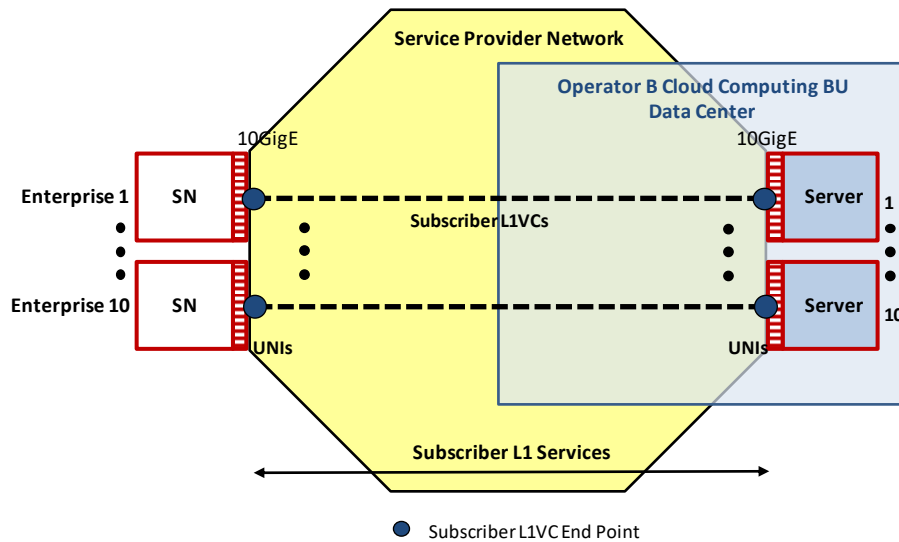 Service Provider Network
Operator B Cloud Computing BU
Data Center
10GigE
10GigE
Enterprise 1
SN
Server
1
Subscriber L1VCs
Enterprise 10
SN
Server
10
UNIs
UNIs
Subscriber L1 Services
Subscriber L1VC End Point